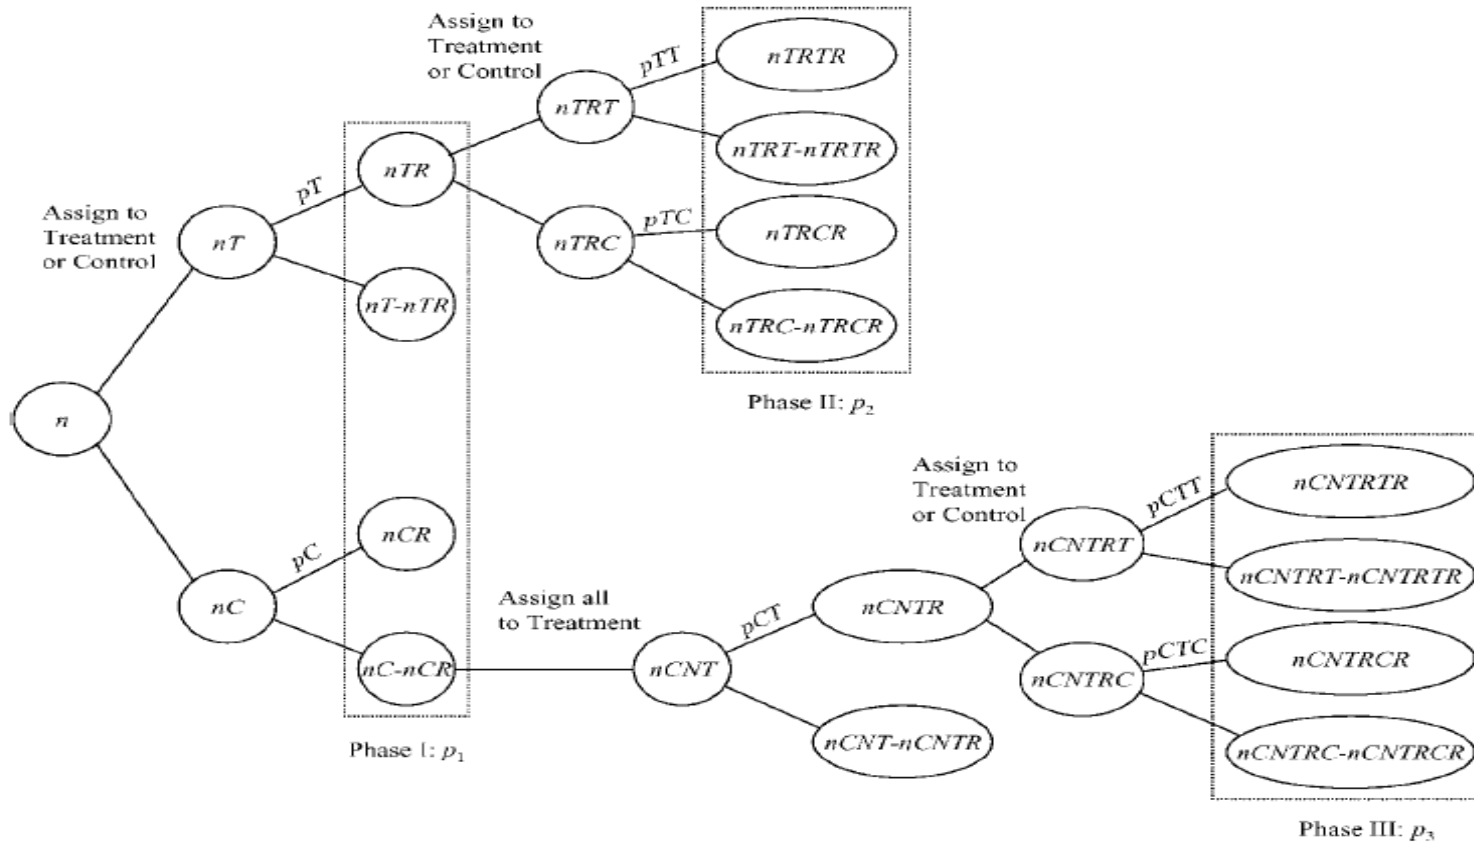 Assign to
Treatment
or Control
pTT
nTRTR
nTRT
nTRT-nTRTR
nTR
pT
Assign to
Treatment
or Control
nT
pTC
nTRC
nTRCR
nT-nTR
nTRC-nTRCR
Phase II: p2
n
Assign to
Treatment
or Control
pCTT
nCNTRTR
nCR
pC
nCNTRT
nCNTRT-nCNTRTR
nC
Assign all
to Treatment
pCT
nCNTR
nC-nCR
nCNT
pCTC
nCNTRC
nCNTRCR
nCNT-nCNTR
nCNTRC-nCNTRCR
Phase I: p1
Phase III: p3